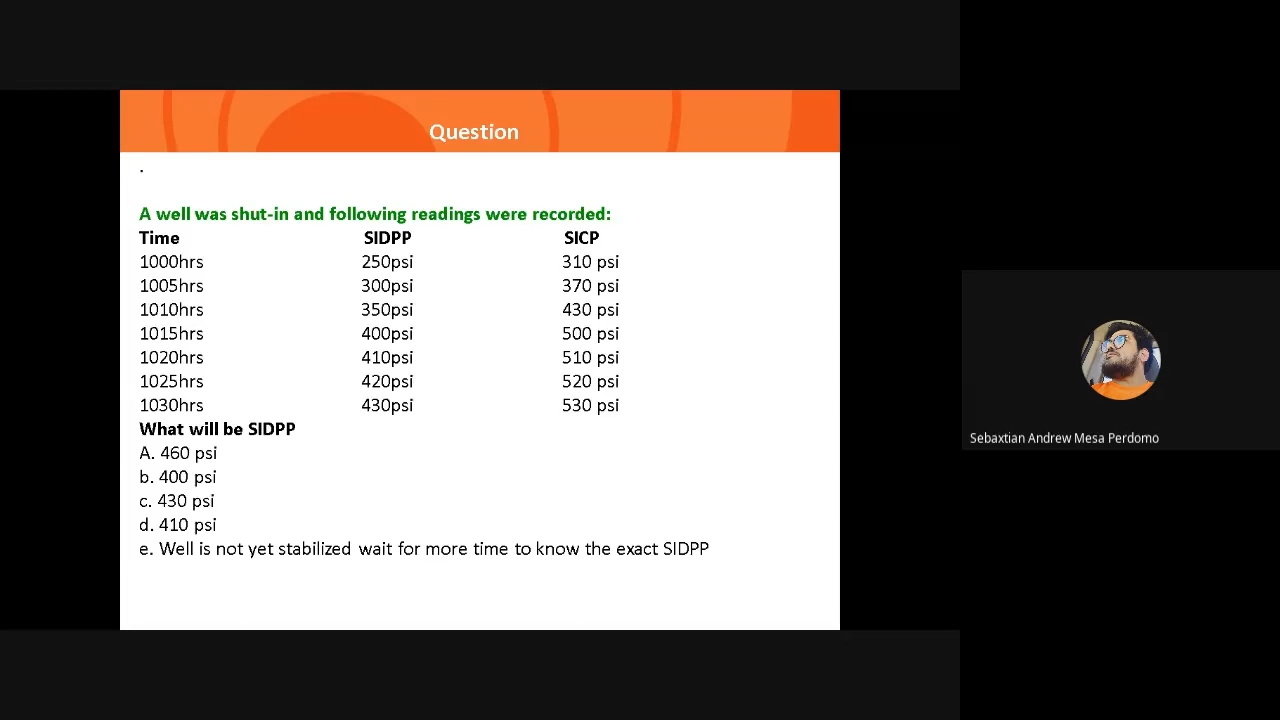 Question
.
A well was shut-in and following readings were recorded:
Time SIDPP SICP
1000hrs 250psi 310 psi
1005hrs 300psi 370 psi
1010hrs 350psi 430 psi
1015hrs 400psi 500 psi
1020hrs 410psi 510 psi
1025hrs 420psi 520 psi
1030hrs 430psi 530 psi
What will be SIDPP
A. 460 psi
b. 400 psi
c. 430 psi
d. 410 psi
e. Well is not yet stabilized wait for more time to know the exact SIDPP
Sebaxtian Andrew Mesa Perdomo